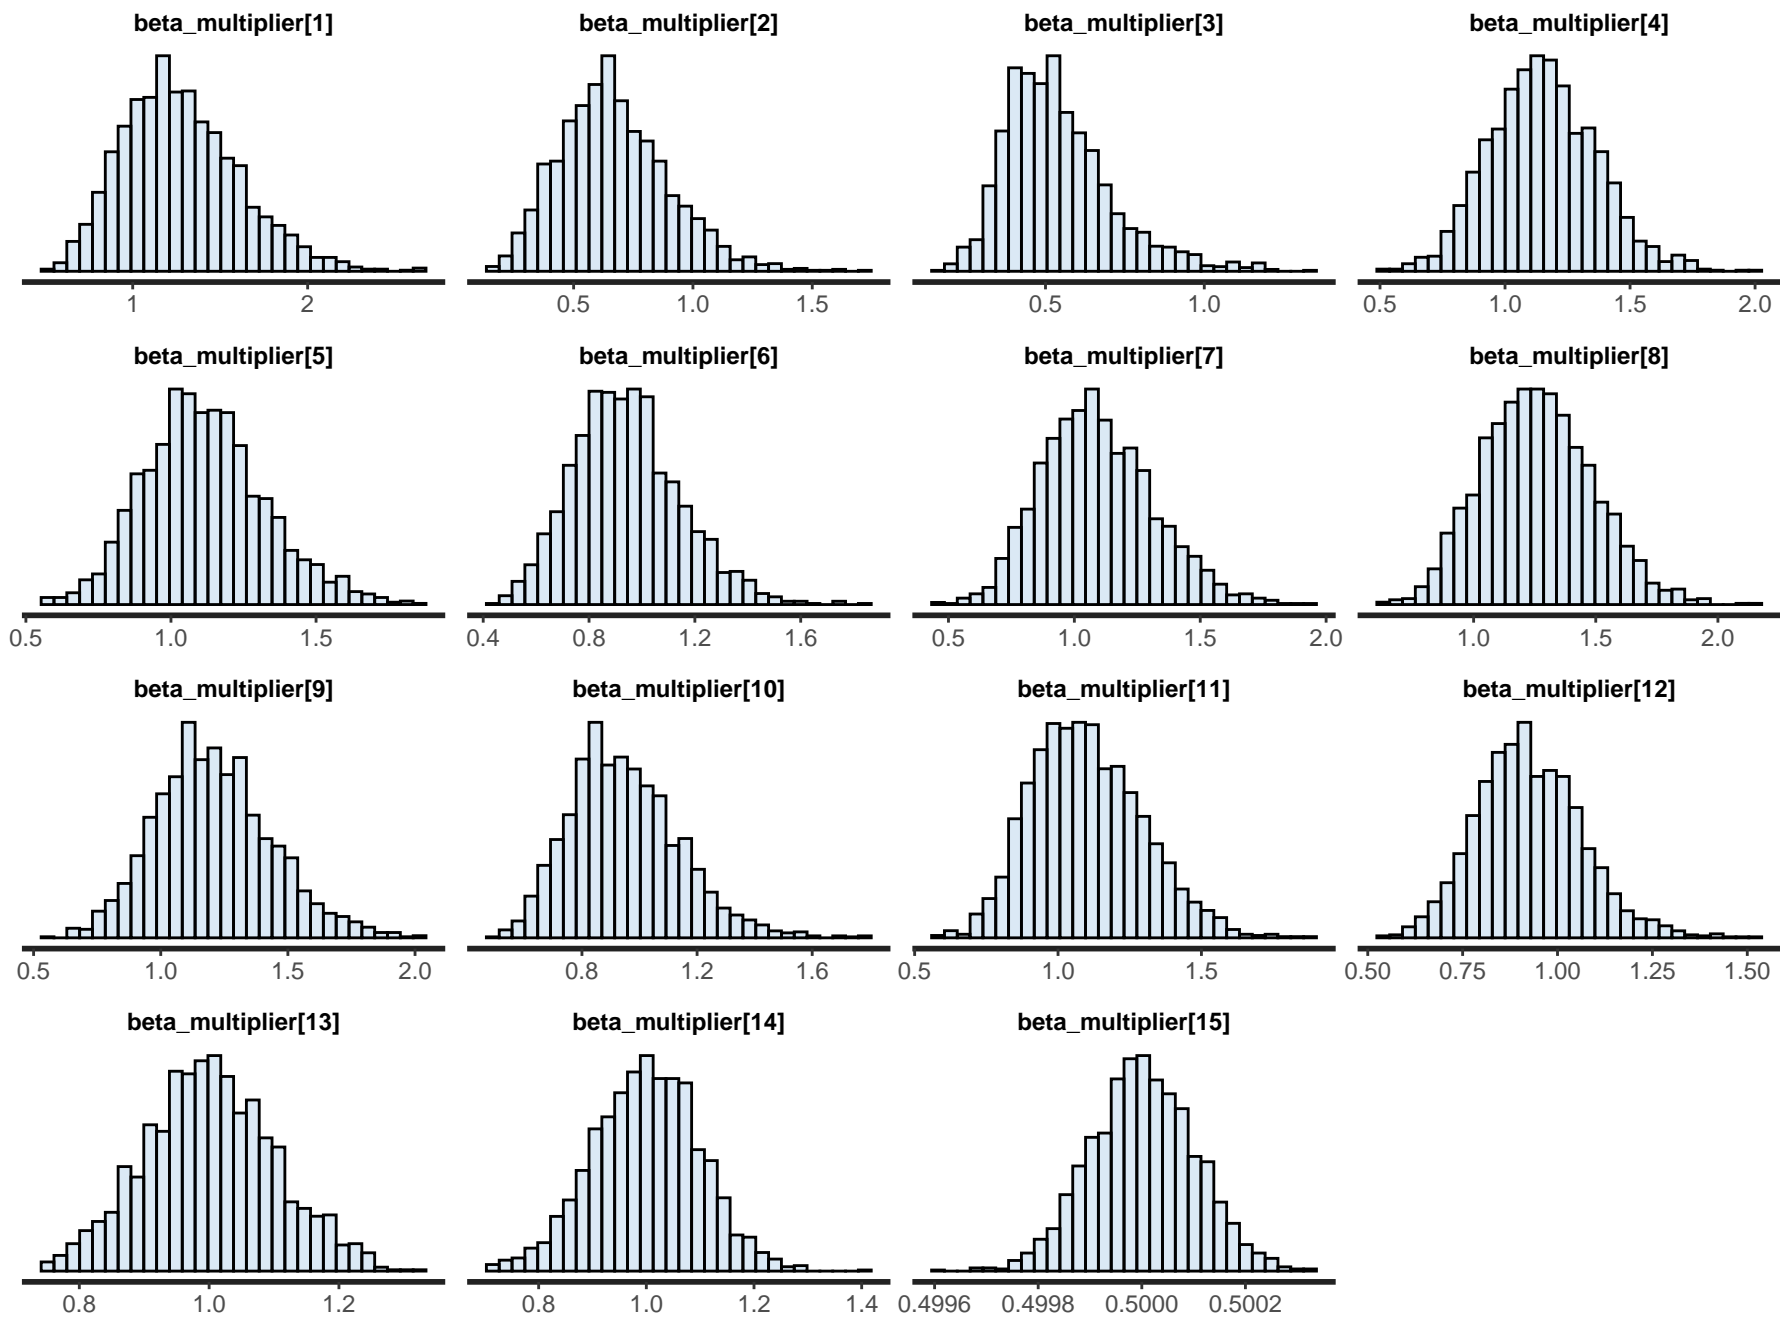 beta_multiplier[1] beta_multiplier[2] beta_multiplier[3] beta_multiplier[4]
1 2 0.5 1.0 1.5 0.5 1.0 0.5 1.0 1.5 2.0
beta_multiplier[5] beta_multiplier[6] beta_multiplier[7] beta_multiplier[8]
0.5 1.0 1.5 0.4 0.8 1.2 1.6 0.5 1.0 1.5 2.0 1.0 1.5 2.0
beta_multiplier[9] beta_multiplier[10] beta_multiplier[11] beta_multiplier[12]
0.5 1.0 1.5 2.0 0.8 1.2 1.6 0.5 1.0 1.5 0.50 0.75 1.00 1.25 1.50
beta_multiplier[13] beta_multiplier[14] beta_multiplier[15]
0.8 1.0 1.2 0.8 1.0 1.2 1.4 0.4996 0.4998 0.5000 0.5002